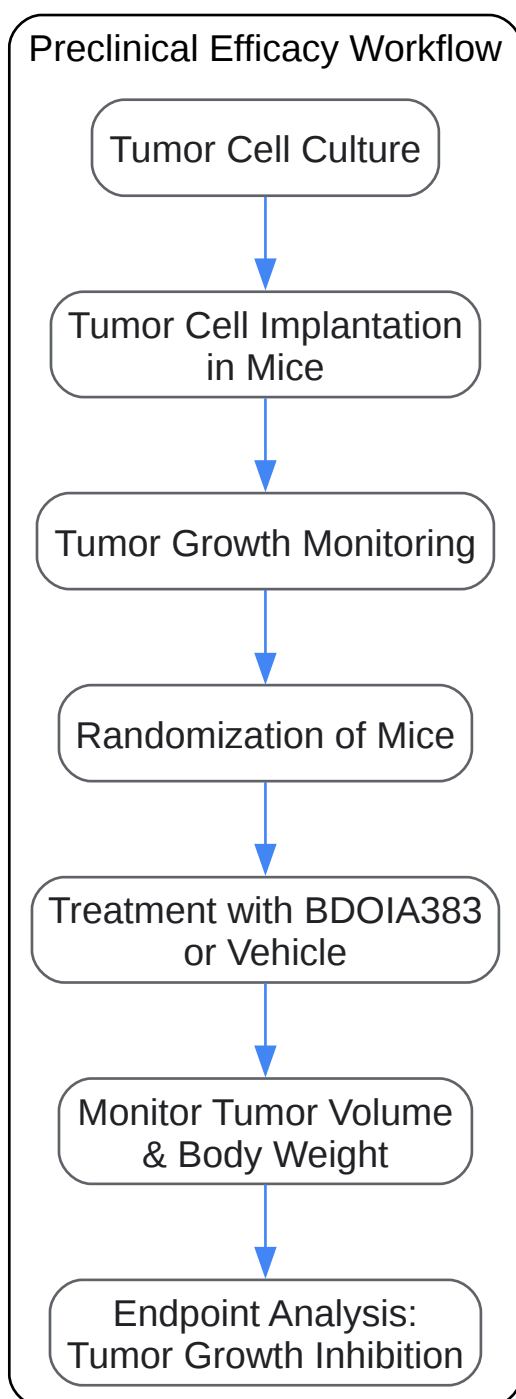 Preclinical Efficacy Workflow
Tumor Cell Culture
Tumor Cell Implantation
in Mice
Tumor Growth Monitoring
Randomization of Mice
Treatment with BDOIA383
or Vehicle
Monitor Tumor Volume
& Body Weight
Endpoint Analysis:
Tumor Growth Inhibition